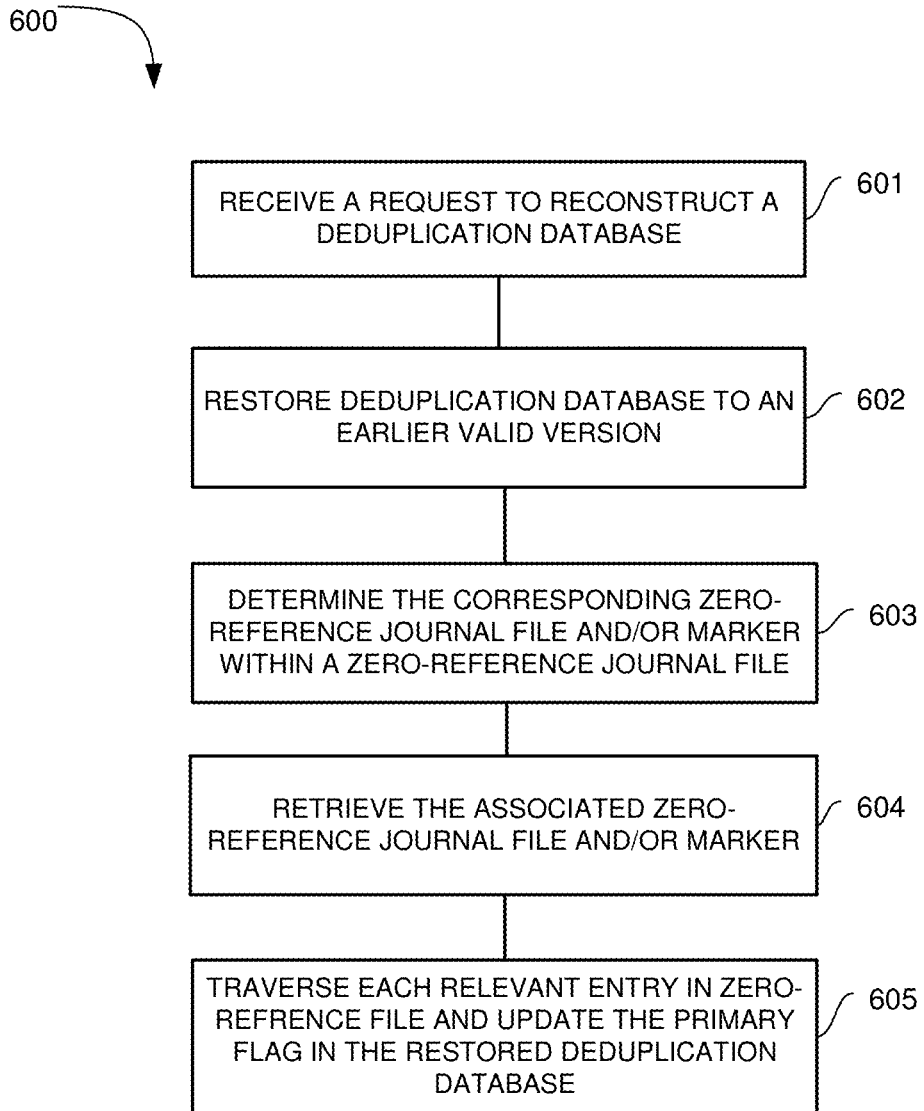 600
RECEIVE A REQUEST TO RECONSTRUCT A
DEDUPLICATION DATABASE
601
RESTORE DEDUPLICATION DATABASE TO AN
EARLIER VALID VERSION
602
DETERMINE THE CORRESPONDING ZERO-
REFERENCE JOURNAL FILE AND/OR MARKER
WITHIN A ZERO-REFERENCE JOURNAL FILE
603
RETRIEVE THE ASSOCIATED ZERO-
REFERENCE JOURNAL FILE AND/OR MARKER
604
TRAVERSE EACH RELEVANT ENTRY IN ZERO-
REFRENCE FILE AND UPDATE THE PRIMARY
FLAG IN THE RESTORED DEDUPLICATION
DATABASE
605